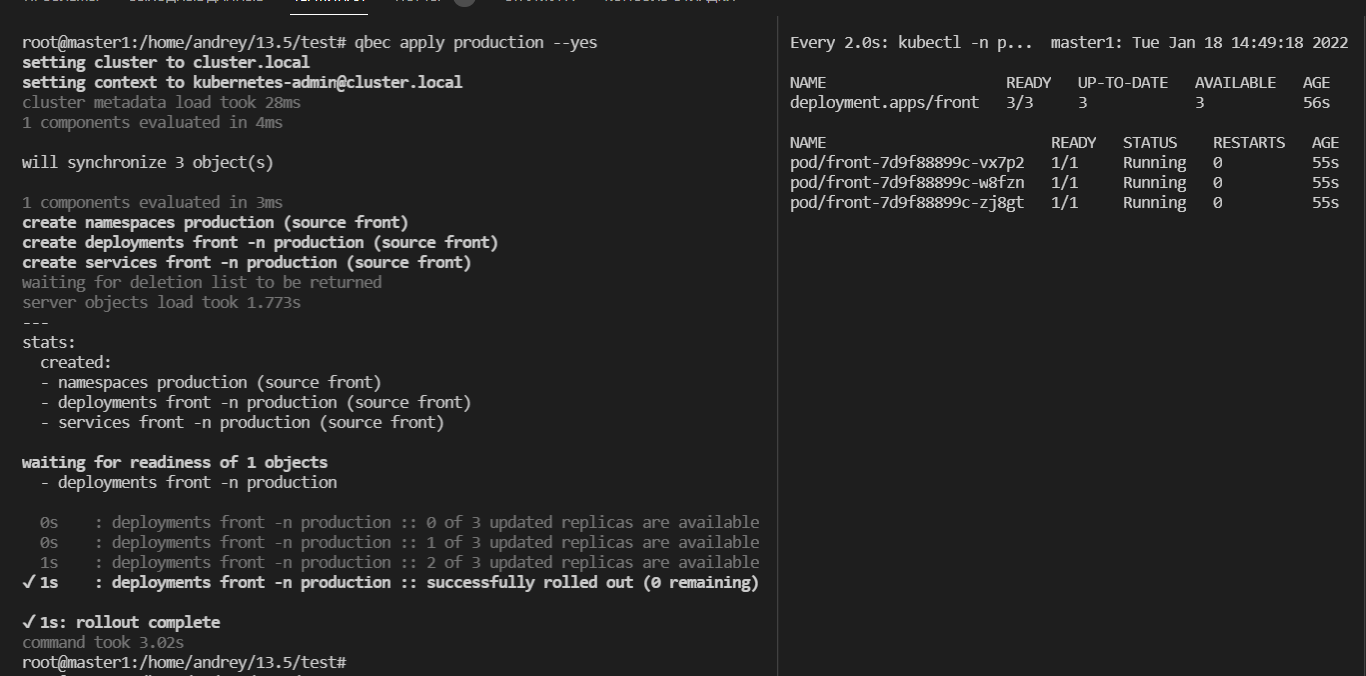 root@master1:/home/andrey/13.5/test# qbec apply production --yes
setting cluster to cluster.local
setting context to kubernetes-admin@cluster.local
cluster metadata load took 28ms
1 components evaluated in 4ms
will synchronize 3 object(s)
1 components evaluated in 3ms
create namespaces production (source front)
create deployments front -n production (source front)
create services front -n production (source front)
waiting for deletion list to be returned
server objects load took 1.773s
---
stats:
  created:
  - namespaces production (source front)
  - deployments front -n production (source front)
  - services front -n production (source front)
waiting for readiness of 1 objects
  - deployments front -n production
  0s    : deployments front -n production :: 0 of 3 updated replicas are available
  0s    : deployments front -n production :: 1 of 3 updated replicas are available
  1s    : deployments front -n production :: 2 of 3 updated replicas are available
✓ 1s    : deployments front -n production :: successfully rolled out (0 remaining)
✓ 1s: rollout complete
command took 3.02s
root@master1:/home/andrey/13.5/test#
Every 2.0s: kubectl -n p...  master1: Tue Jan 18 14:49:18 2022
NAME                    READY   UP-TO-DATE   AVAILABLE   AGE
deployment.apps/front   3/3     3            3           56s
NAME                         READY   STATUS    RESTARTS   AGE
pod/front-7d9f88899c-vx7p2   1/1     Running   0          55s
pod/front-7d9f88899c-w8fzn   1/1     Running   0          55s
pod/front-7d9f88899c-zj8gt   1/1     Running   0          55s